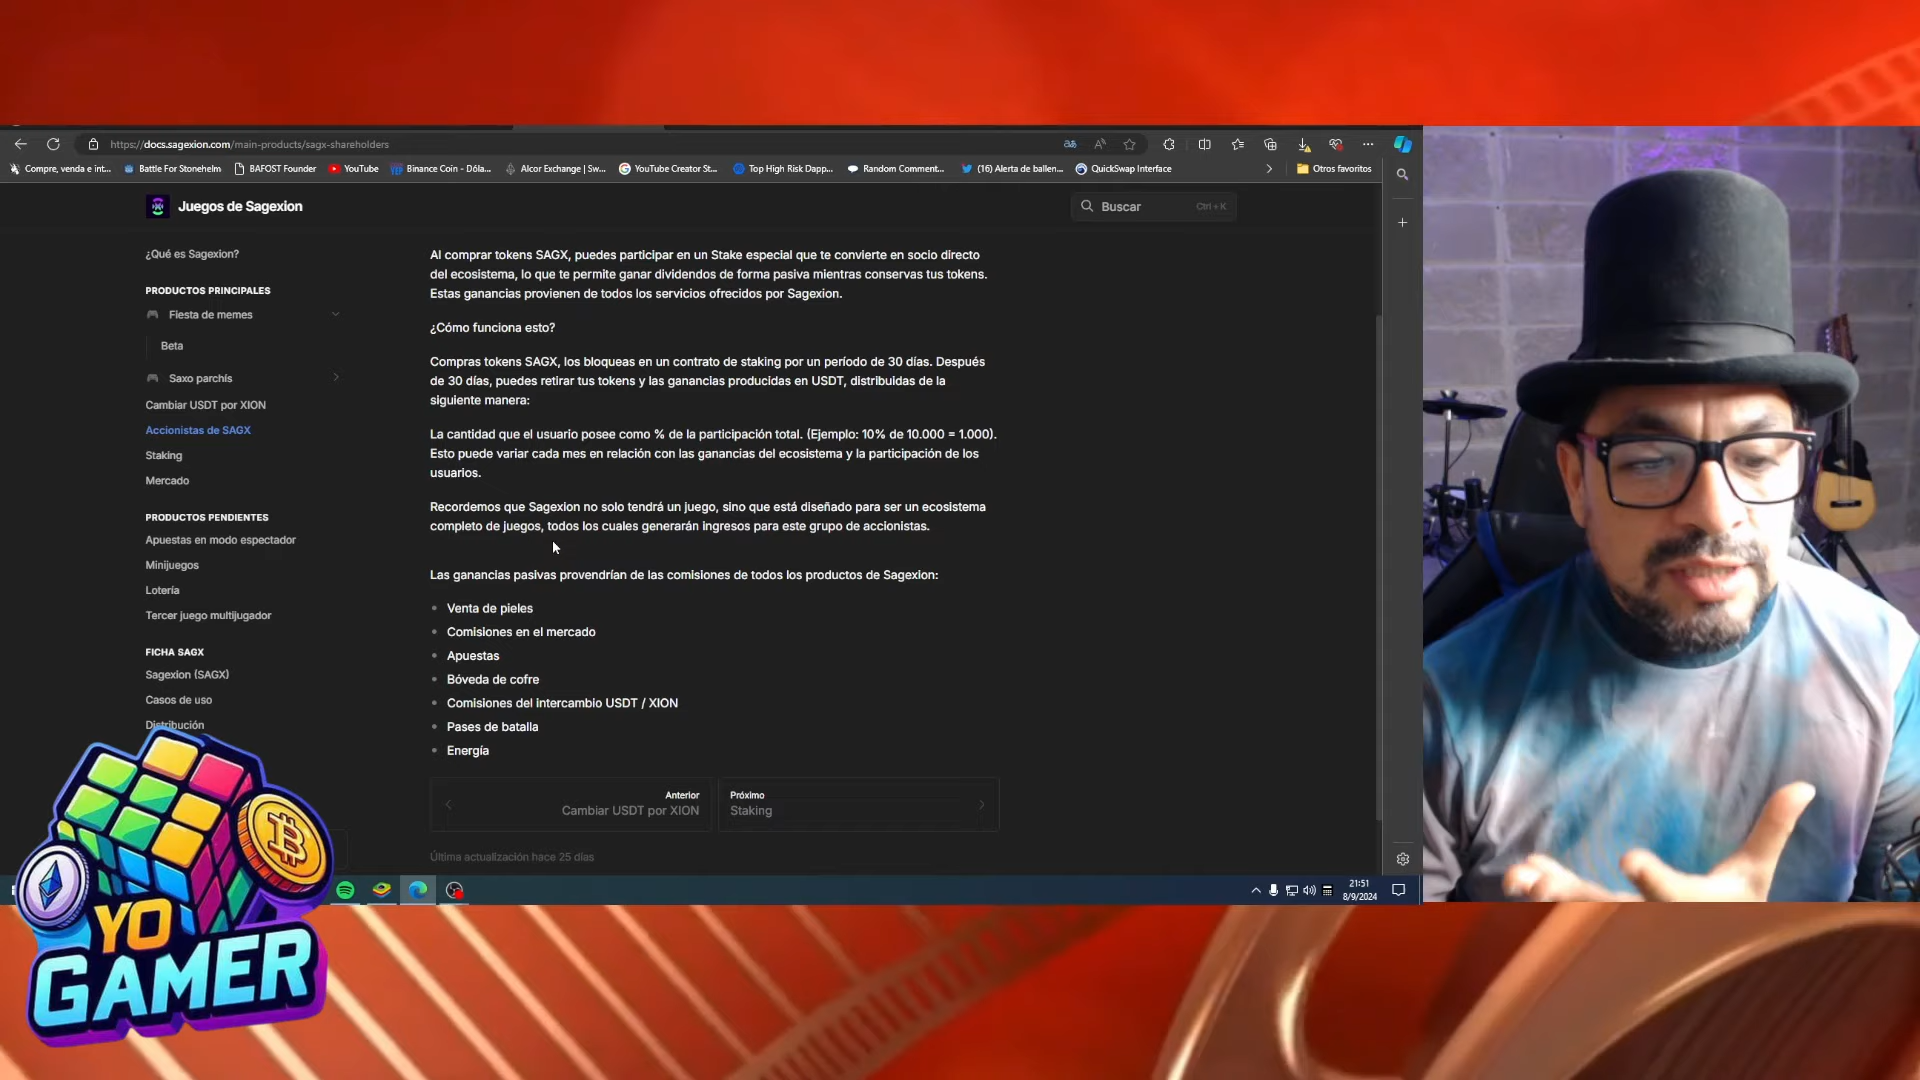 https://docs.sagexion.com/main-products/sagx-shareholders
Compre, venda e int...
Battle For Stonehelm
BAFOST Founder
YouTube
Binance Coin - Dóla...
Alcor Exchange | Sw...
YouTube Creator St...
Top High Risk Dapp...
Random Comment...
(16) Alerta de ballen...
QuickSwap Interface
Otros favoritos
Juegos de Sagexion
Buscar
Ctrl + K
¿Qué es Sagexion?
PRODUCTOS PRINCIPALES
Fiesta de memes
Beta
Saxo parchís
Cambiar USDT por XION
Accionistas de SAGX
Staking
Mercado
PRODUCTOS PENDIENTES
Apuestas en modo espectador
Minijuegos
Lotería
Tercer juego multijugador
FICHA SAGX
Sagexion (SAGX)
Casos de uso
Distribución
Al comprar tokens SAGX, puedes participar en un Stake especial que te convierte en socio directo
del ecosistema, lo que te permite ganar dividendos de forma pasiva mientras conservas tus tokens.
Estas ganancias provienen de todos los servicios ofrecidos por Sagexion.
¿Cómo funciona esto?
Compras tokens SAGX, los bloqueas en un contrato de staking por un período de 30 días. Después
de 30 días, puedes retirar tus tokens y las ganancias producidas en USDT, distribuidas de la
siguiente manera:
La cantidad que el usuario posee como % de la participación total. (Ejemplo: 10% de 10.000 = 1.000).
Esto puede variar cada mes en relación con las ganancias del ecosistema y la participación de los
usuarios.
Recordemos que Sagexion no solo tendrá un juego, sino que está diseñado para ser un ecosistema
completo de juegos, todos los cuales generarán ingresos para este grupo de accionistas.
Las ganancias pasivas provendrían de las comisiones de todos los productos de Sagexion:
Venta de pieles
Comisiones en el mercado
Apuestas
Bóveda de cofre
Comisiones del intercambio USDT / XION
Pases de batalla
Energía
Anterior
Cambiar USDT por XION
Próximo
Staking
Última actualización hace 25 días
21:51
8/9/2024
YO
GAMER